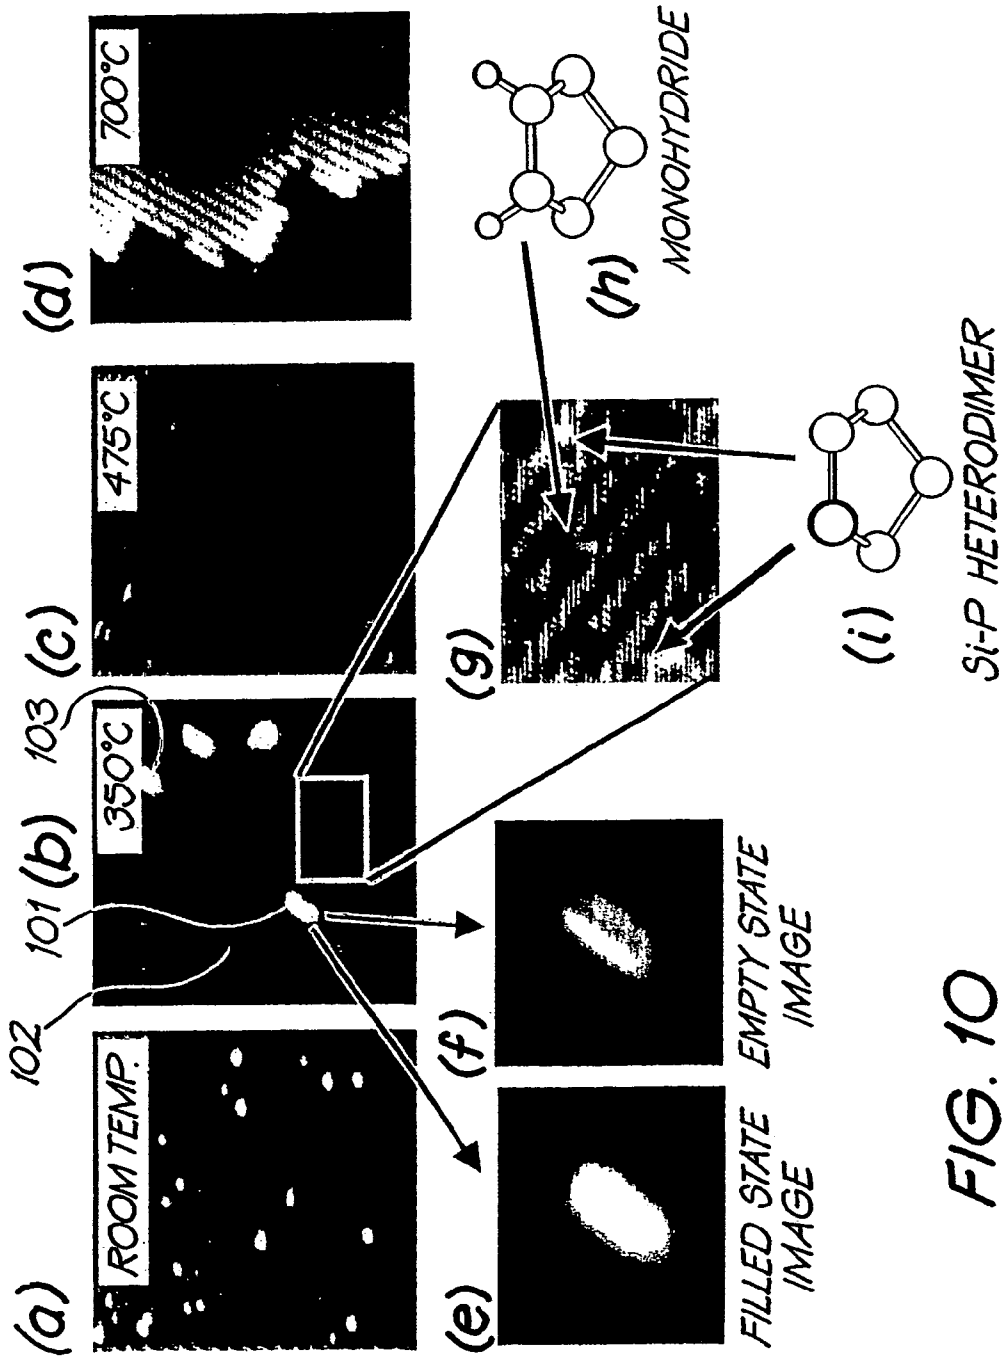 (a)
ROOM TEMP.
102
101
(b)
350°C
103
(c)
475°C
(d)
700°C
(e)
FILLED STATE
IMAGE
(f)
EMPTY STATE
IMAGE
(g)
(h)
MONOHYDRIDE
(i)
Si-P HETERODIMER
FIG. 10